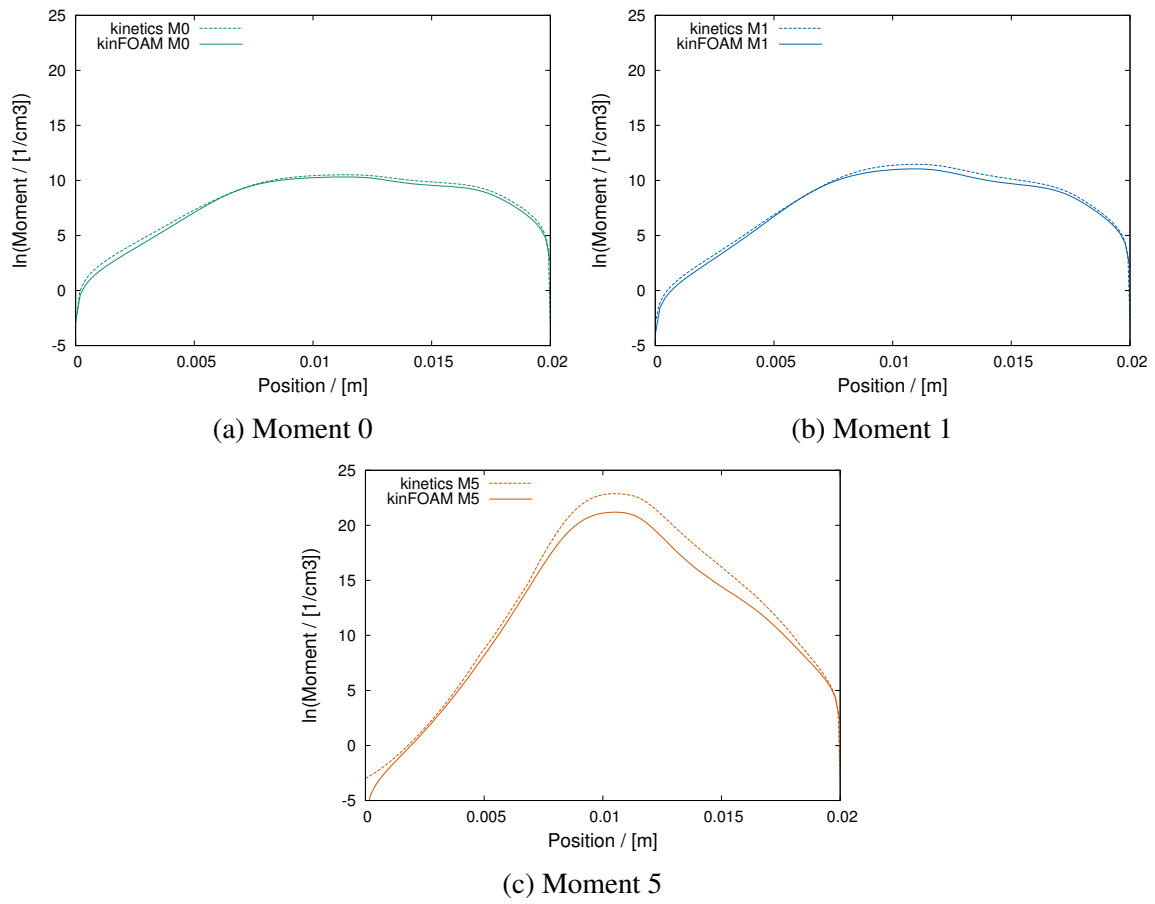 25
20
15
10
5
0
-5
ln(Moment / [1/cm3])
kinetics M0
kinFOAM M0
0
0.005
0.01
0.015
0.02
Position / [m]
(a) Moment 0
25
20
15
10
5
0
-5
ln(Moment / [1/cm3])
kinetics M1
kinFOAM M1
0
0.005
0.01
0.015
0.02
Position / [m]
(b) Moment 1
25
20
15
10
5
0
-5
ln(Moment / [1/cm3])
kinetics M5
kinFOAM M5
0
0.005
0.01
0.015
0.02
Position / [m]
(c) Moment 5